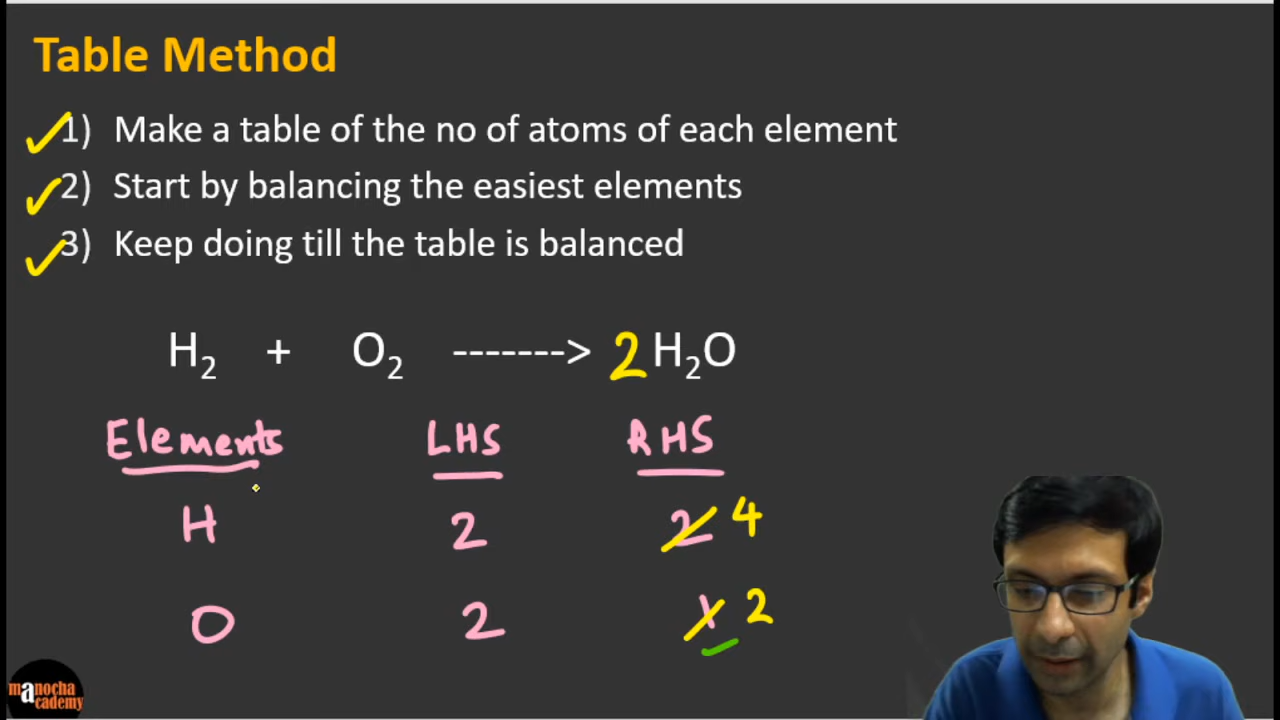 Table Method
1) Make a table of the no of atoms of each element
2) Start by balancing the easiest elements
3) Keep doing till the table is balanced
H₂ + O₂ -------> 2 H₂O
Elements LHS RHS
H 2 2 4
O 2 1 2
manocha
academy